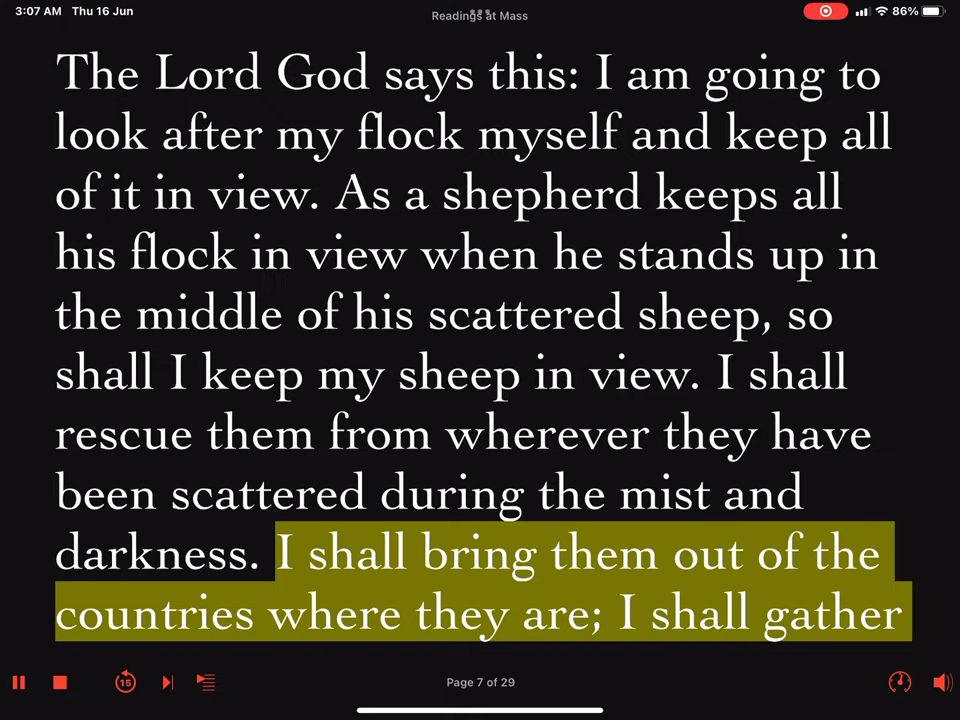 3:07 AM Thu 16 Jun
86%
Readings at Mass
The Lord God says this: I am going to
look after my flock myself and keep all
of it in view. As a shepherd keeps all
his flock in view when he stands up in
the middle of his scattered sheep, so
shall I keep my sheep in view. I shall
rescue them from wherever they have
been scattered during the mist and
darkness. I shall bring them out of the
countries where they are; I shall gather
15
Page 7 of 29